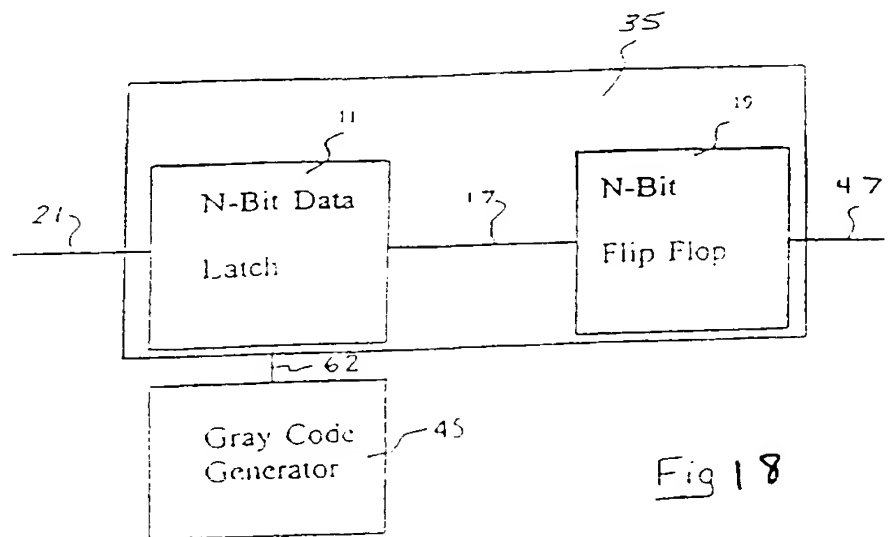 35
11
19
N-Bit Data
Latch
N-Bit
Flip Flop
21
17
47
62
Gray Code
Generator
45
Fig 18